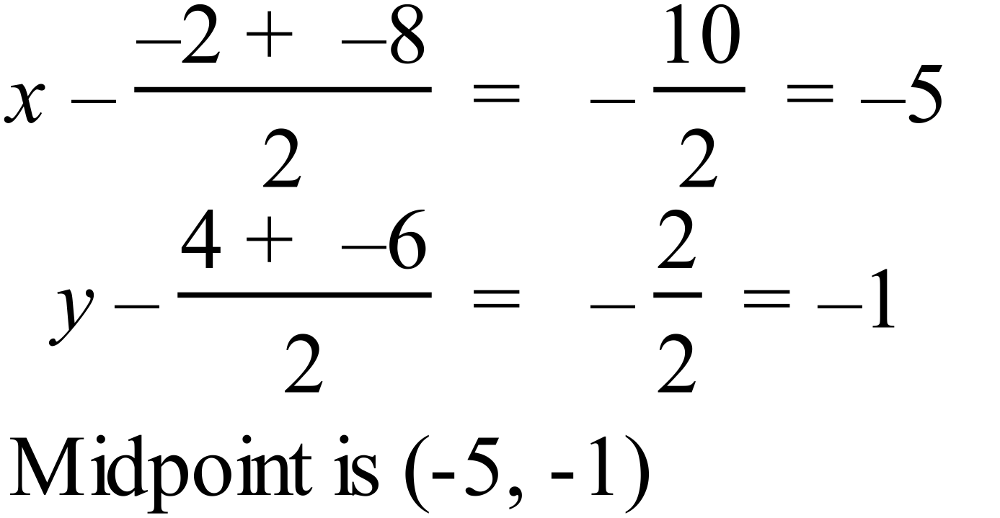 x – –2 + –8 / 2 = – 10 / 2 = –5
y – 4 + –6 / 2 = – 2 / 2 = –1
Midpoint is (-5, -1)